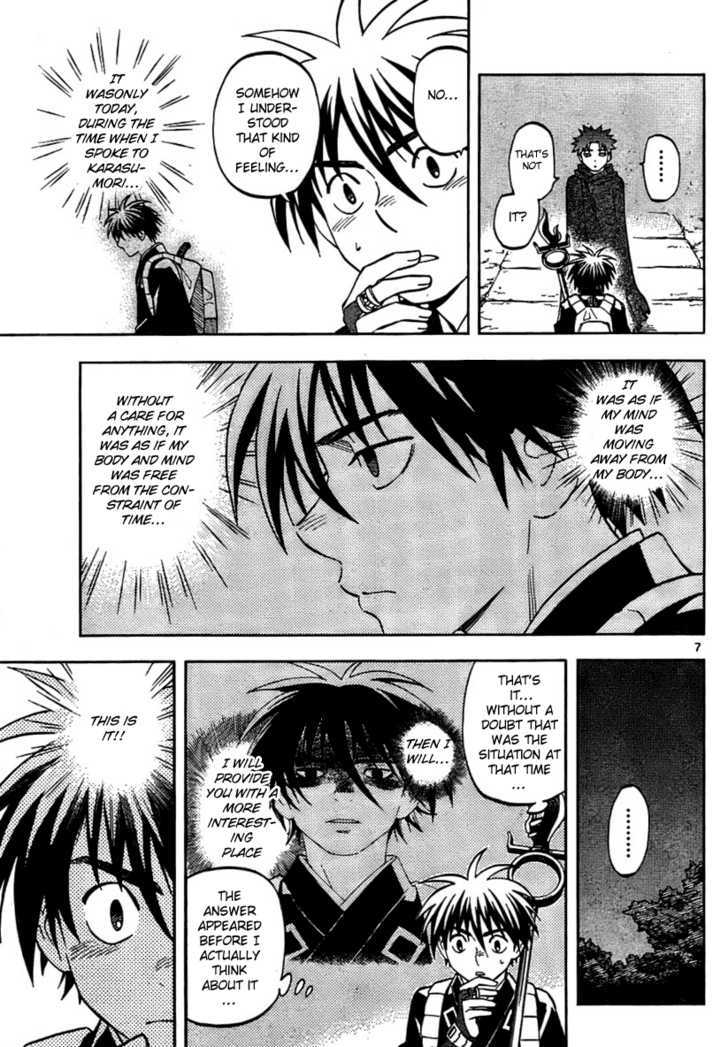 ......
THAT'S
NOT
IT?
NO...
SOMEHOW
I UNDER-
STOOD
THAT KIND
OF
FEELING...
IT
WASONLY
TODAY,
DURING THE
TIME WHEN I
SPOKE TO
KARASU-
MORI...
IT
WAS AS IF
MY MIND
WAS
MOVING
AWAY FROM
MY BODY...
WITHOUT
A CARE FOR
ANYTHING, IT
WAS AS IF MY
BODY AND MIND
WAS FREE
FROM THE CON-
STRAINT OF
TIME...
7
........
THAT'S
IT...
WITHOUT A
DOUBT THAT
WAS THE
SITUATION AT
THAT TIME
...
THEN I
WILL...
I WILL
PROVIDE
YOU WITH A
MORE
INTEREST-
ING
PLACE
THE
ANSWER
APPEARED
BEFORE I
ACTUALLY
THINK
ABOUT IT
...
THIS IS
IT!!